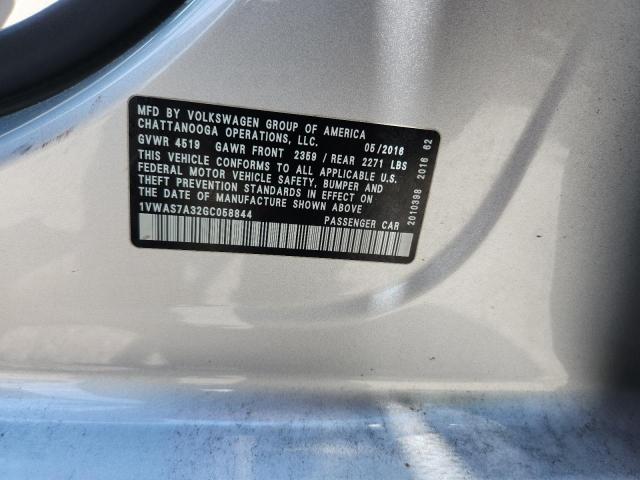 MFD BY VOLKSWAGEN GROUP OF AMERICA
CHATTANOOGA OPERATIONS, LLC. 05/2016
GVWR 4519 GAWR FRONT 2359 / REAR 2271 LBS
THIS VEHICLE CONFORMS TO ALL APPLICABLE U.S.
FEDERAL MOTOR VEHICLE SAFETY, BUMPER AND
THEFT PREVENTION STANDARDS IN EFFECT ON
THE DATE OF MANUFACTURE SHOWN ABOVE
1VWAS7A32GC058844 PASSENGER CAR
2010398 2016 62